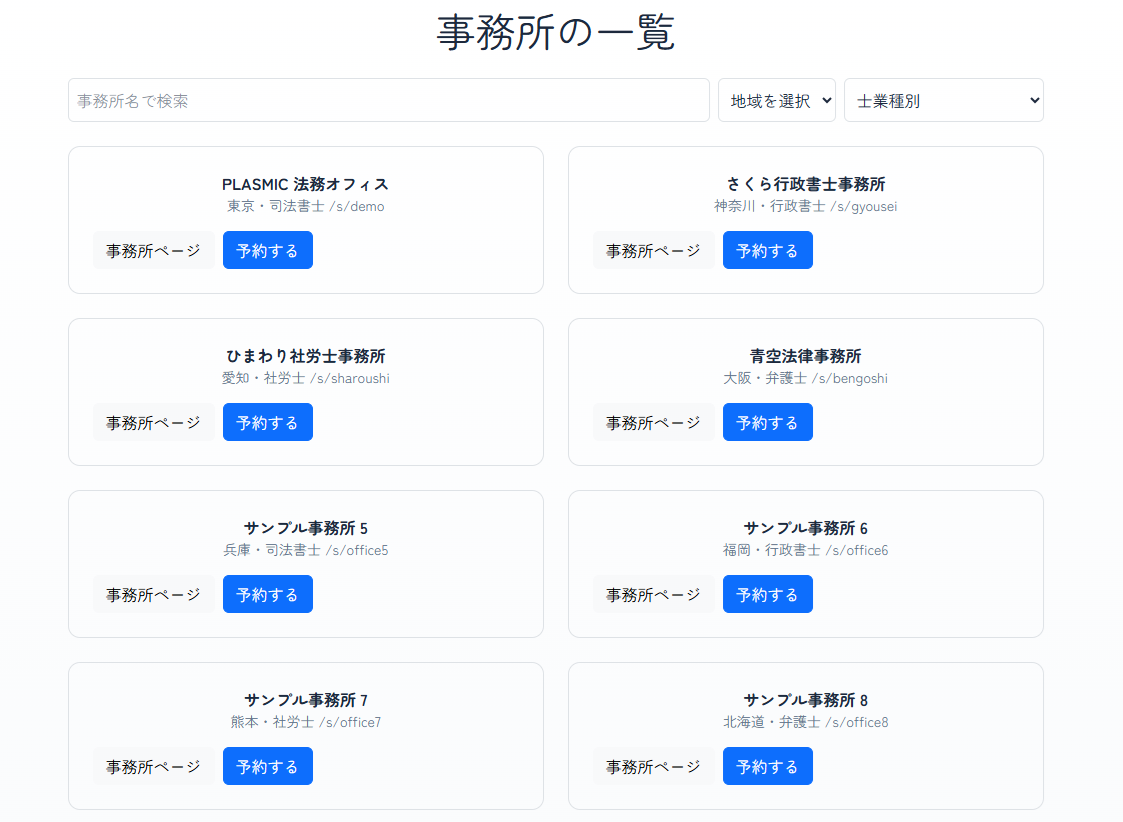 事務所の一覧
事務所名で検索 地域を選択 士業種別
PLASMIC 法務オフィス
東京・司法書士 /s/demo
事務所ページ 予約する
さくら行政書士事務所
神奈川・行政書士 /s/gyousei
事務所ページ 予約する
ひまわり社労士事務所
愛知・社労士 /s/sharoushi
事務所ページ 予約する
青空法律事務所
大阪・弁護士 /s/bengoshi
事務所ページ 予約する
サンプル事務所 5
兵庫・司法書士 /s/office5
事務所ページ 予約する
サンプル事務所 6
福岡・行政書士 /s/office6
事務所ページ 予約する
サンプル事務所 7
熊本・社労士 /s/office7
事務所ページ 予約する
サンプル事務所 8
北海道・弁護士 /s/office8
事務所ページ 予約する